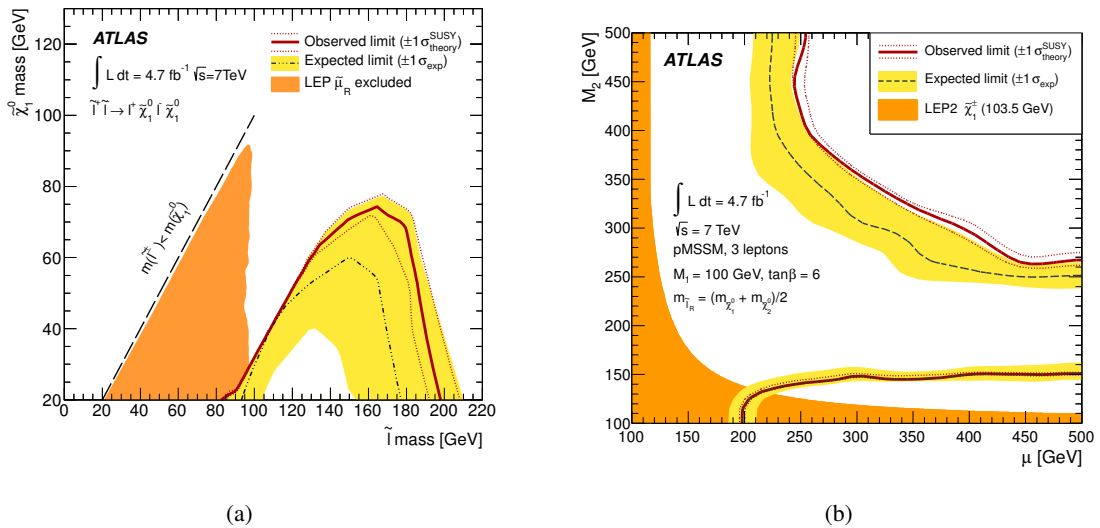 ATLAS
∫ L dt = 4.7 fb⁻¹ √s=7TeV
l̃⁺ l̃⁻ → l⁺ χ̃₁⁰ l⁻ χ̃₁⁰
Observed limit (±1 σ_theory^SUSY)
Expected limit (±1 σ_exp)
LEP μ̃_R excluded
m(l̃^±) < m(χ̃₁⁰)
χ̃₁⁰ mass [GeV]
120
100
80
60
40
20
0 20 40 60 80 100 120 140 160 180 200 220
l̃ mass [GeV]
(a)
ATLAS
Observed limit (±1 σ_theory^SUSY)
Expected limit (±1 σ_exp)
LEP2 χ̃₁^± (103.5 GeV)
∫ L dt = 4.7 fb⁻¹
√s = 7 TeV
pMSSM, 3 leptons
M₁ = 100 GeV, tanβ = 6
m_l̃_R = (m_χ̃₁⁰ + m_χ̃₂⁰)/2
M₂ [GeV]
500
450
400
350
300
250
200
150
100
100 150 200 250 300 350 400 450 500
μ [GeV]
(b)